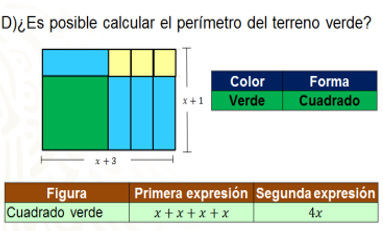 D)¿Es posible calcular el perímetro del terreno verde?
Color Forma
Verde Cuadrado
x + 1
x + 3
Figura Primera expresión Segunda expresión
Cuadrado verde x + x + x + x 4x